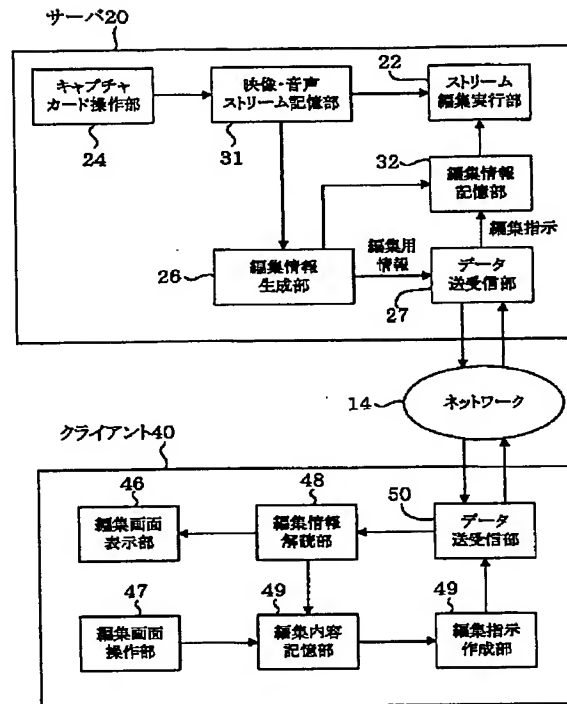 サーバ20
キャプチャ
カード操作部
24
映像・音声
ストリーム記憶部
31
22
ストリーム
編集実行部
32
編集情報
記憶部
編集指示
26
編集情報
生成部
編集用
情報
データ
送受信部
27
14
ネットワーク
クライアント40
46
編集画面
表示部
48
編集情報
解読部
50
データ
送受信部
47
編集画面
操作部
49
編集内容
記憶部
49
編集指示
作成部